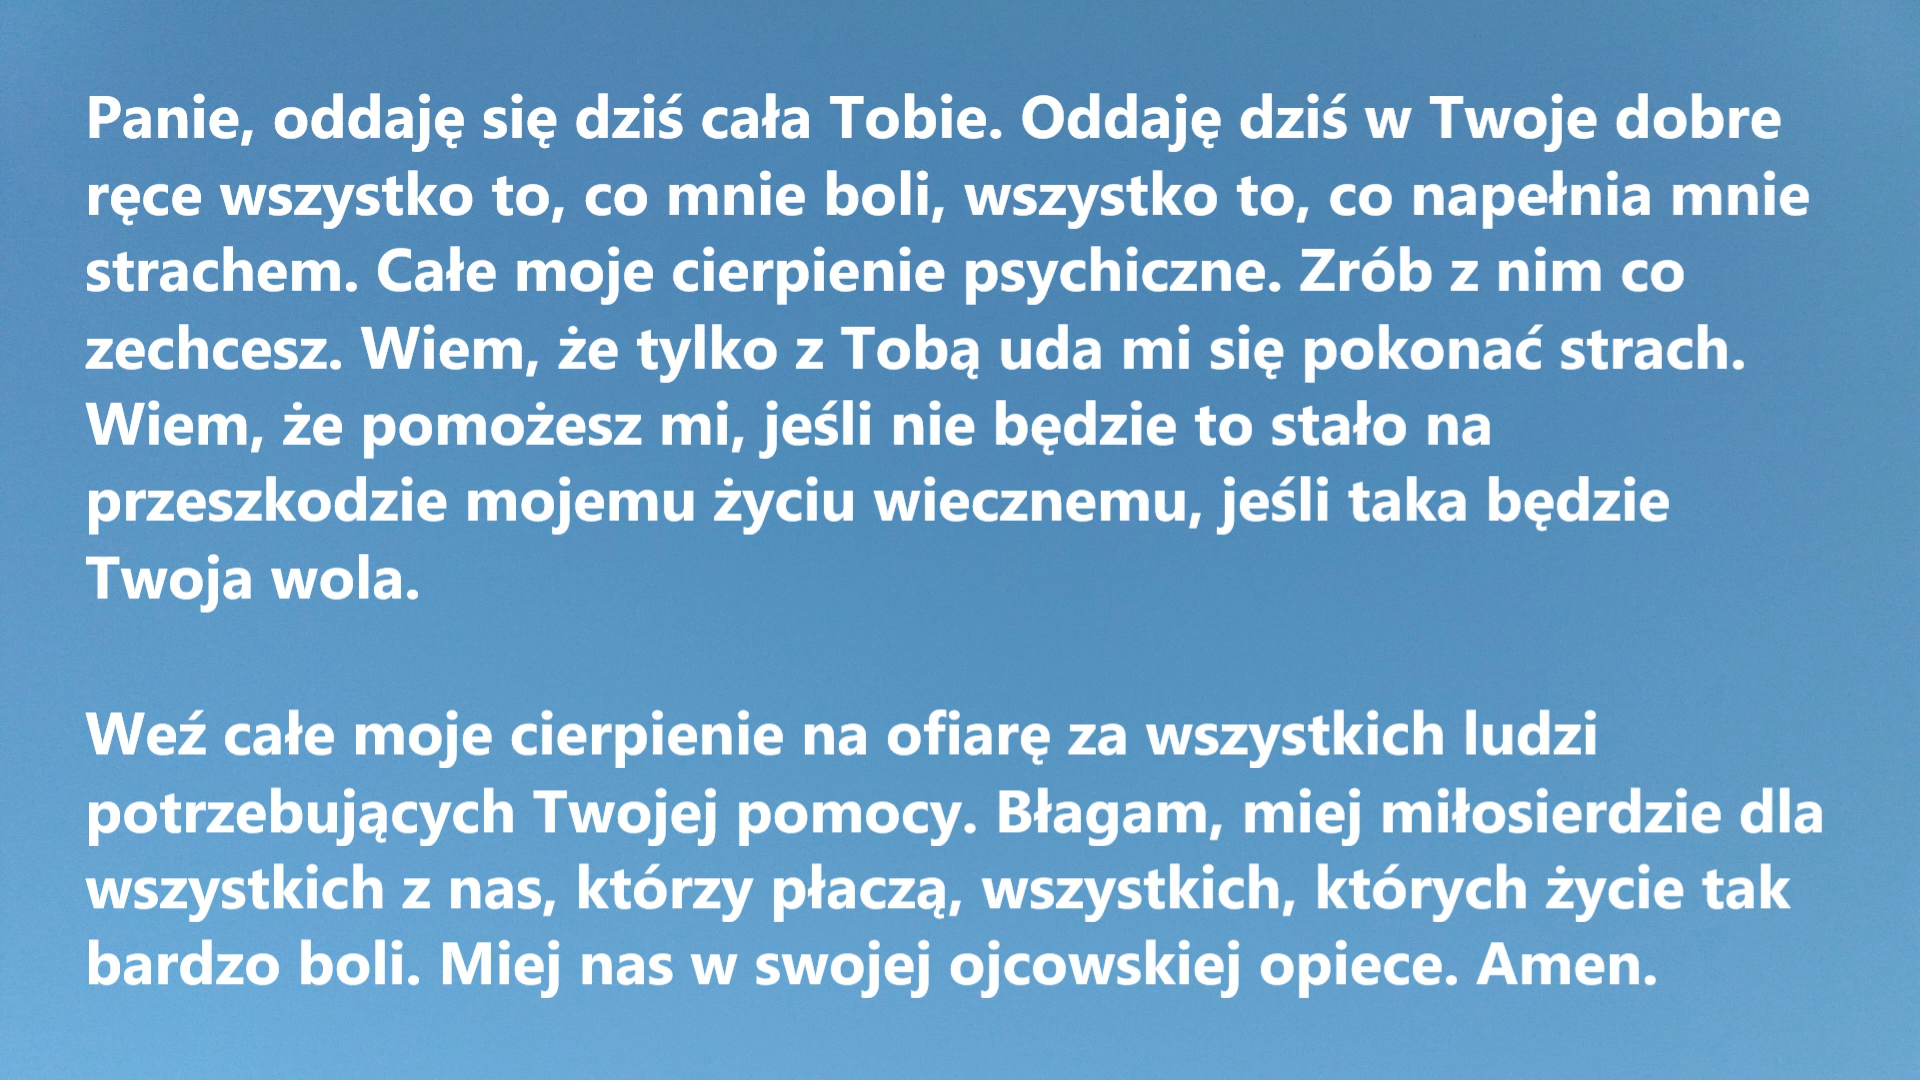 Panie, oddaję się dziś cała Tobie. Oddaję dziś w Twoje dobre
ręce wszystko to, co mnie boli, wszystko to, co napełnia mnie
strachem. Całe moje cierpienie psychiczne. Zrób z nim co
zechcesz. Wiem, że tylko z Tobą uda mi się pokonać strach.
Wiem, że pomożesz mi, jeśli nie będzie to stało na
przeszkodzie mojemu życiu wiecznemu, jeśli taka będzie
Twoja wola.
Weź całe moje cierpienie na ofiarę za wszystkich ludzi
potrzebujących Twojej pomocy. Błagam, miej miłosierdzie dla
wszystkich z nas, którzy płaczą, wszystkich, których życie tak
bardzo boli. Miej nas w swojej ojcowskiej opiece. Amen.